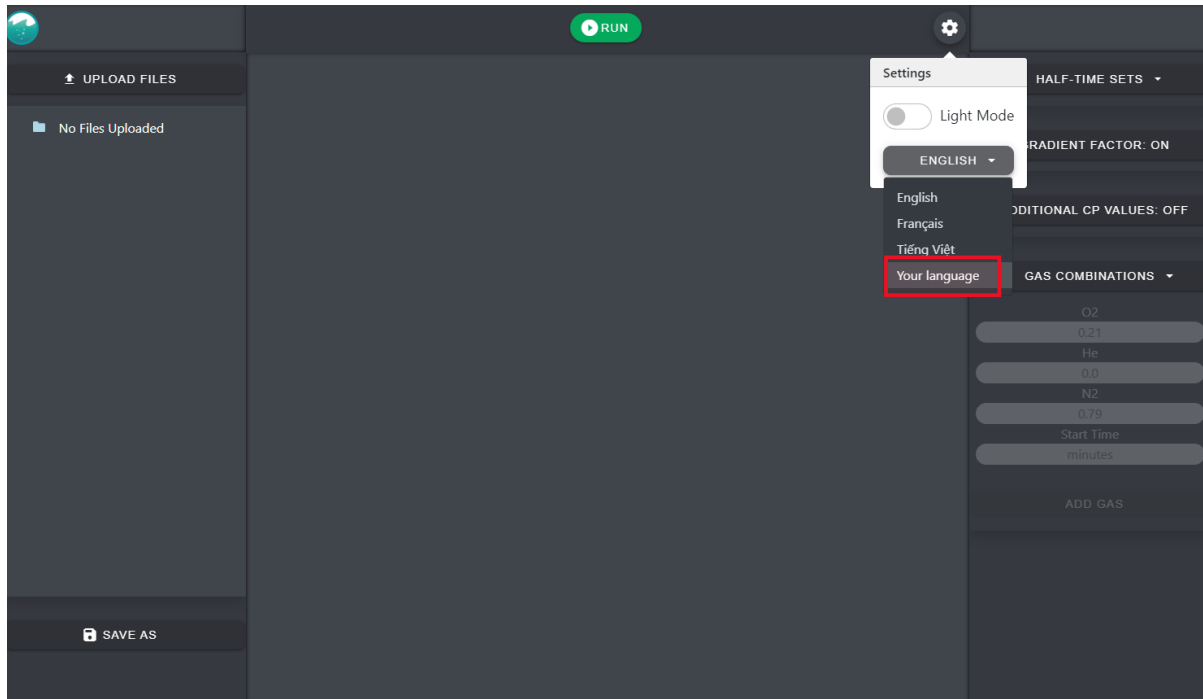 RUN
UPLOAD FILES
No Files Uploaded
SAVE AS
Settings
Light Mode
ENGLISH
English
Français
Tiếng Việt
Your language
HALF-TIME SETS
GRADIENT FACTOR: ON
DDITIONAL CP VALUES: OFF
GAS COMBINATIONS
O2
0.21
He
0.0
N2
0.79
Start Time
minutes
ADD GAS